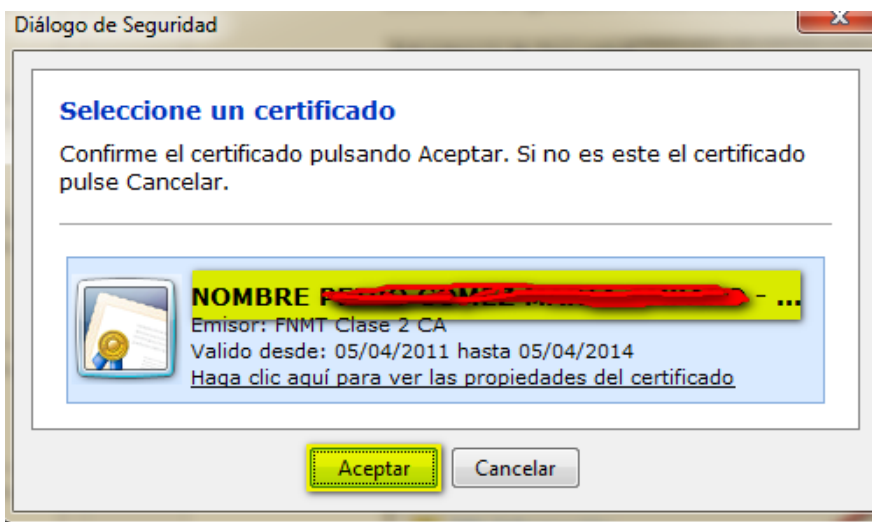 Diálogo de Seguridad
Seleccione un certificado
Confirme el certificado pulsando Aceptar. Si no es este el certificado
pulse Cancelar.
NOMBRE - ...
Emisor: FNMT Clase 2 CA
Valido desde: 05/04/2011 hasta 05/04/2014
Haga clic aquí para ver las propiedades del certificado
Aceptar
Cancelar